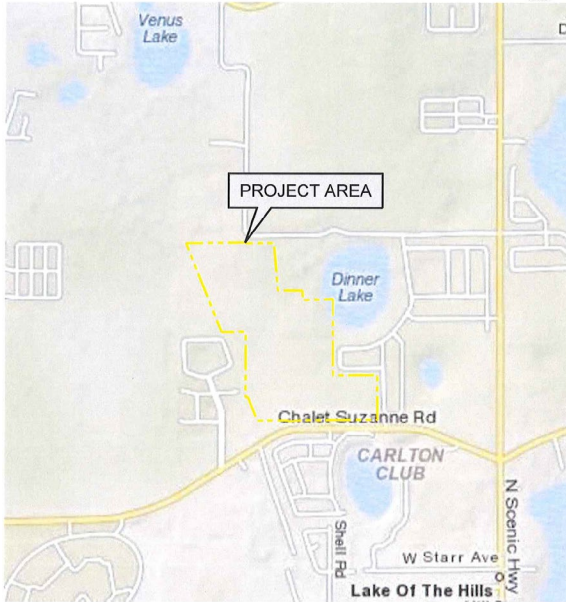 Venus
Lake
D
PROJECT AREA
Dinner
Lake
Chalet Suzanne Rd
CARLTON
CLUB
N Scenic Hwy
Shell Rd
W Starr Ave
Lake Of The Hills